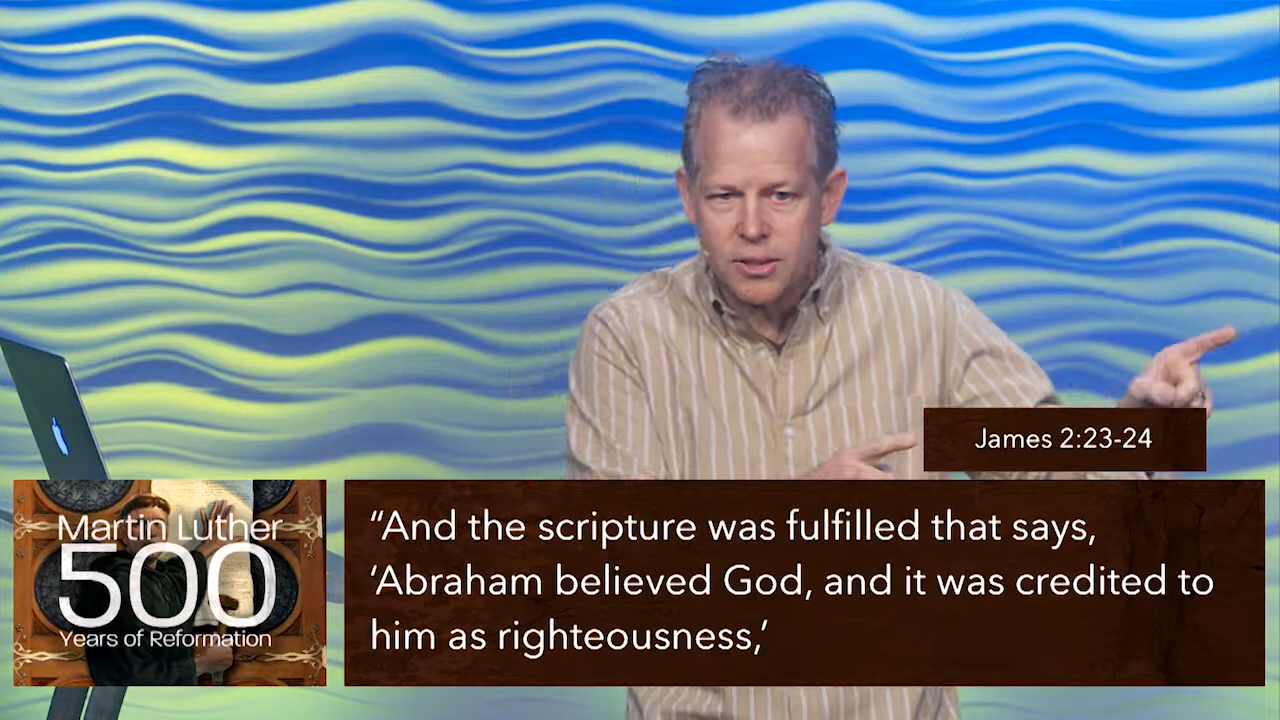 James 2:23-24
Martin Luther
500
Years of Reformation
“And the scripture was fulfilled that says,
‘Abraham believed God, and it was credited to
him as righteousness,’